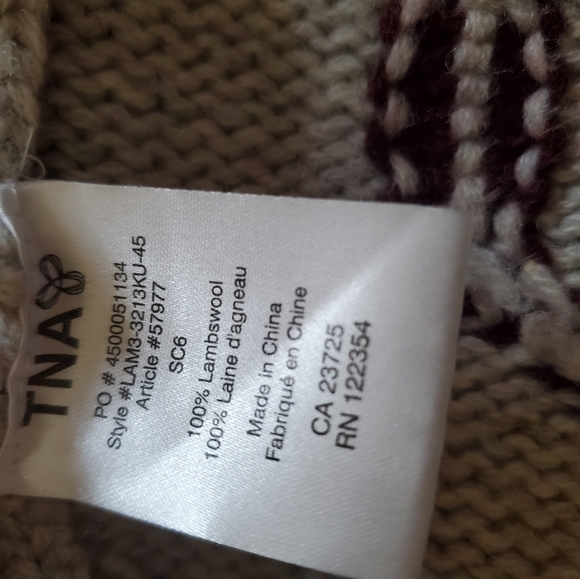 TNA
PO # 4500051134
Style #LAM3-3213KU-45
Article #57977
SC6
100% Lambswool
100% Laine d'agneau
Made in China
Fabriqué en Chine
CA 23725
RN 122354